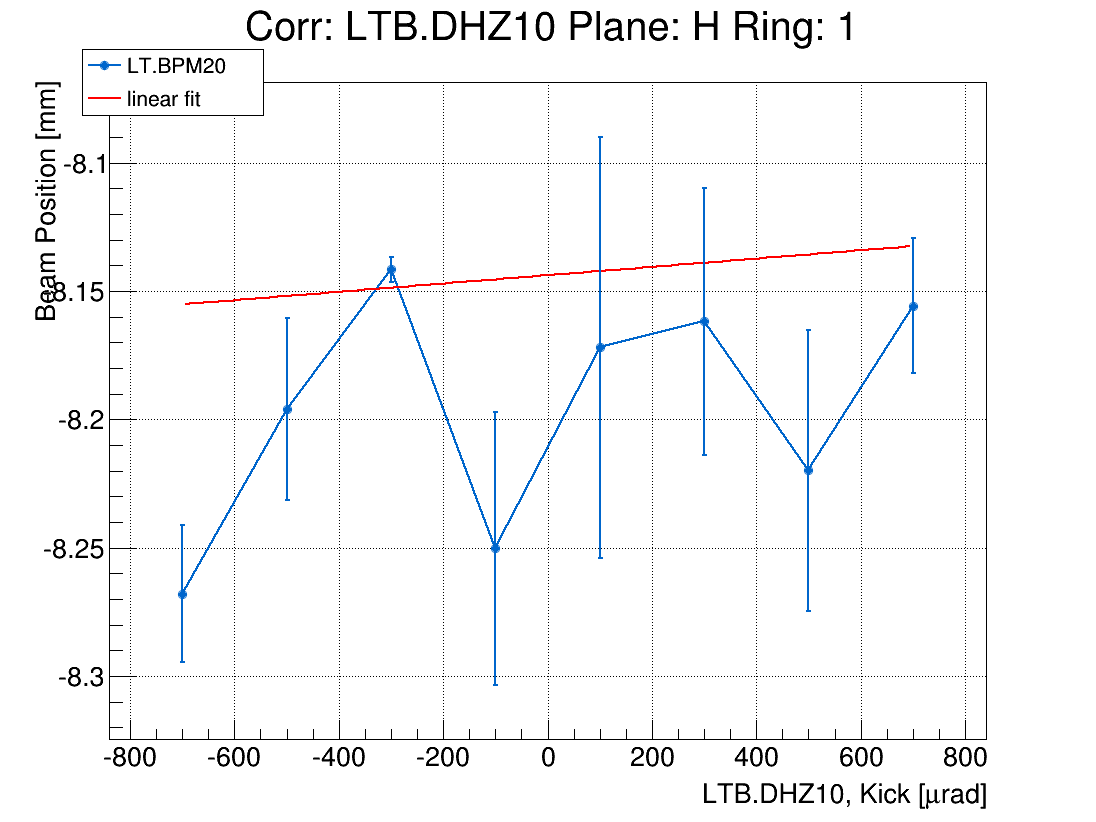 Corr: LTB.DHZ10 Plane: H Ring: 1
LT.BPM20
linear fit
Beam Position [mm]
-8.1
-8.15
-8.2
-8.25
-8.3
-800 -600 -400 -200 0 200 400 600 800
LTB.DHZ10, Kick [μrad]